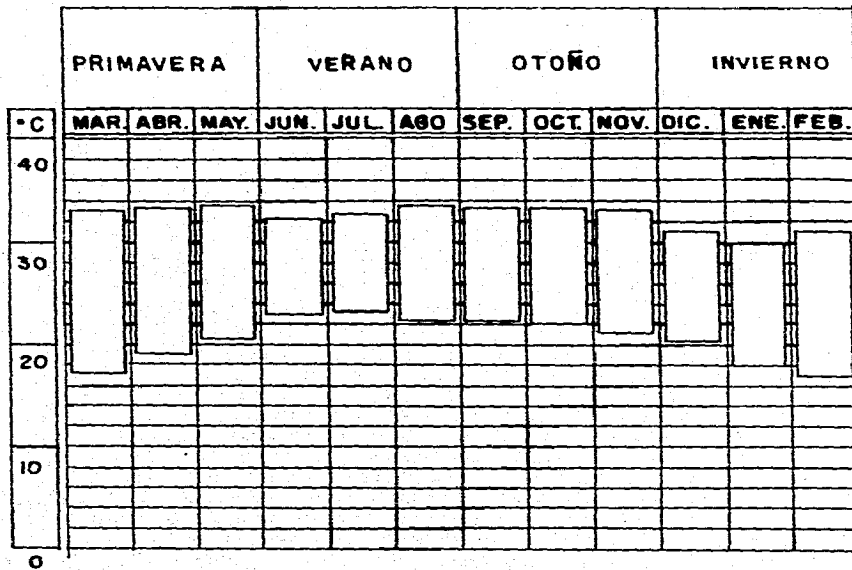 PRIMAVERA VERANO OTOÑO INVIERNO
°C MAR. ABR. MAY. JUN. JUL. AGO SEP. OCT. NOV. DIC. ENE. FEB.
40
30
20
10
0